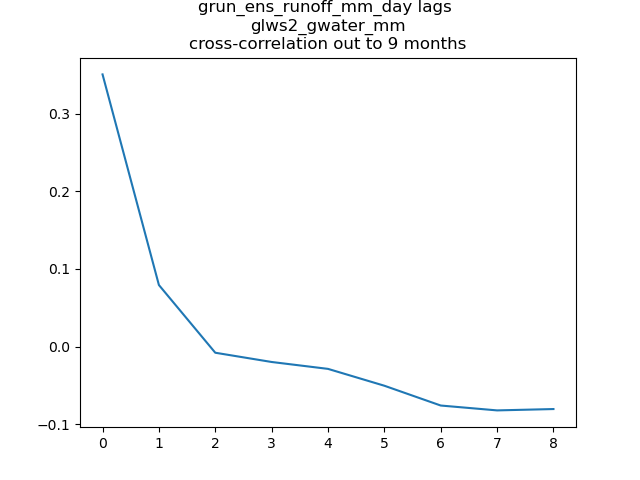 grun_ens_runoff_mm_day lags
glws2_gwater_mm
cross-correlation out to 9 months
0.3
0.2
0.1
0.0
−0.1
0 1 2 3 4 5 6 7 8